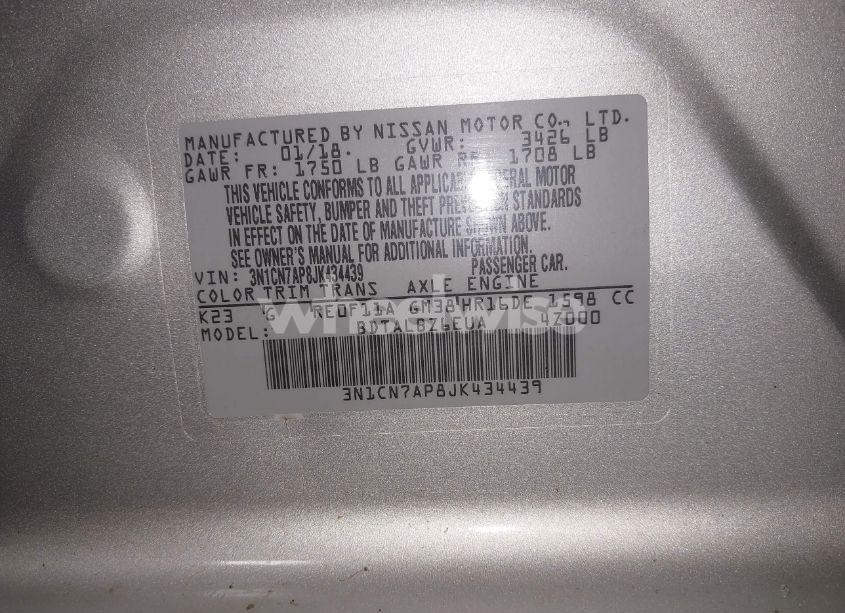 MANUFACTURED BY NISSAN MOTOR CO., LTD.
DATE: 01/18. GVWR: 3426 LB
GAWR FR: 1750 LB GAWR RR 1708 LB
THIS VEHICLE CONFORMS TO ALL APPLICABLE FEDERAL MOTOR
VEHICLE SAFETY, BUMPER AND THEFT PREVENTION STANDARDS
IN EFFECT ON THE DATE OF MANUFACTURE SHOWN ABOVE.
SEE OWNER'S MANUAL FOR ADDITIONAL INFORMATION.
VIN: 3N1CN7AP8JK434439 PASSENGER CAR.
COLOR TRIM TRANS AXLE ENGINE
K23 G RE0F11A GM38 HR16DE 1598 CC
MODEL: BDTALBZ6EUA 4Z000
wheelwise
3N1CN7AP8JK434439